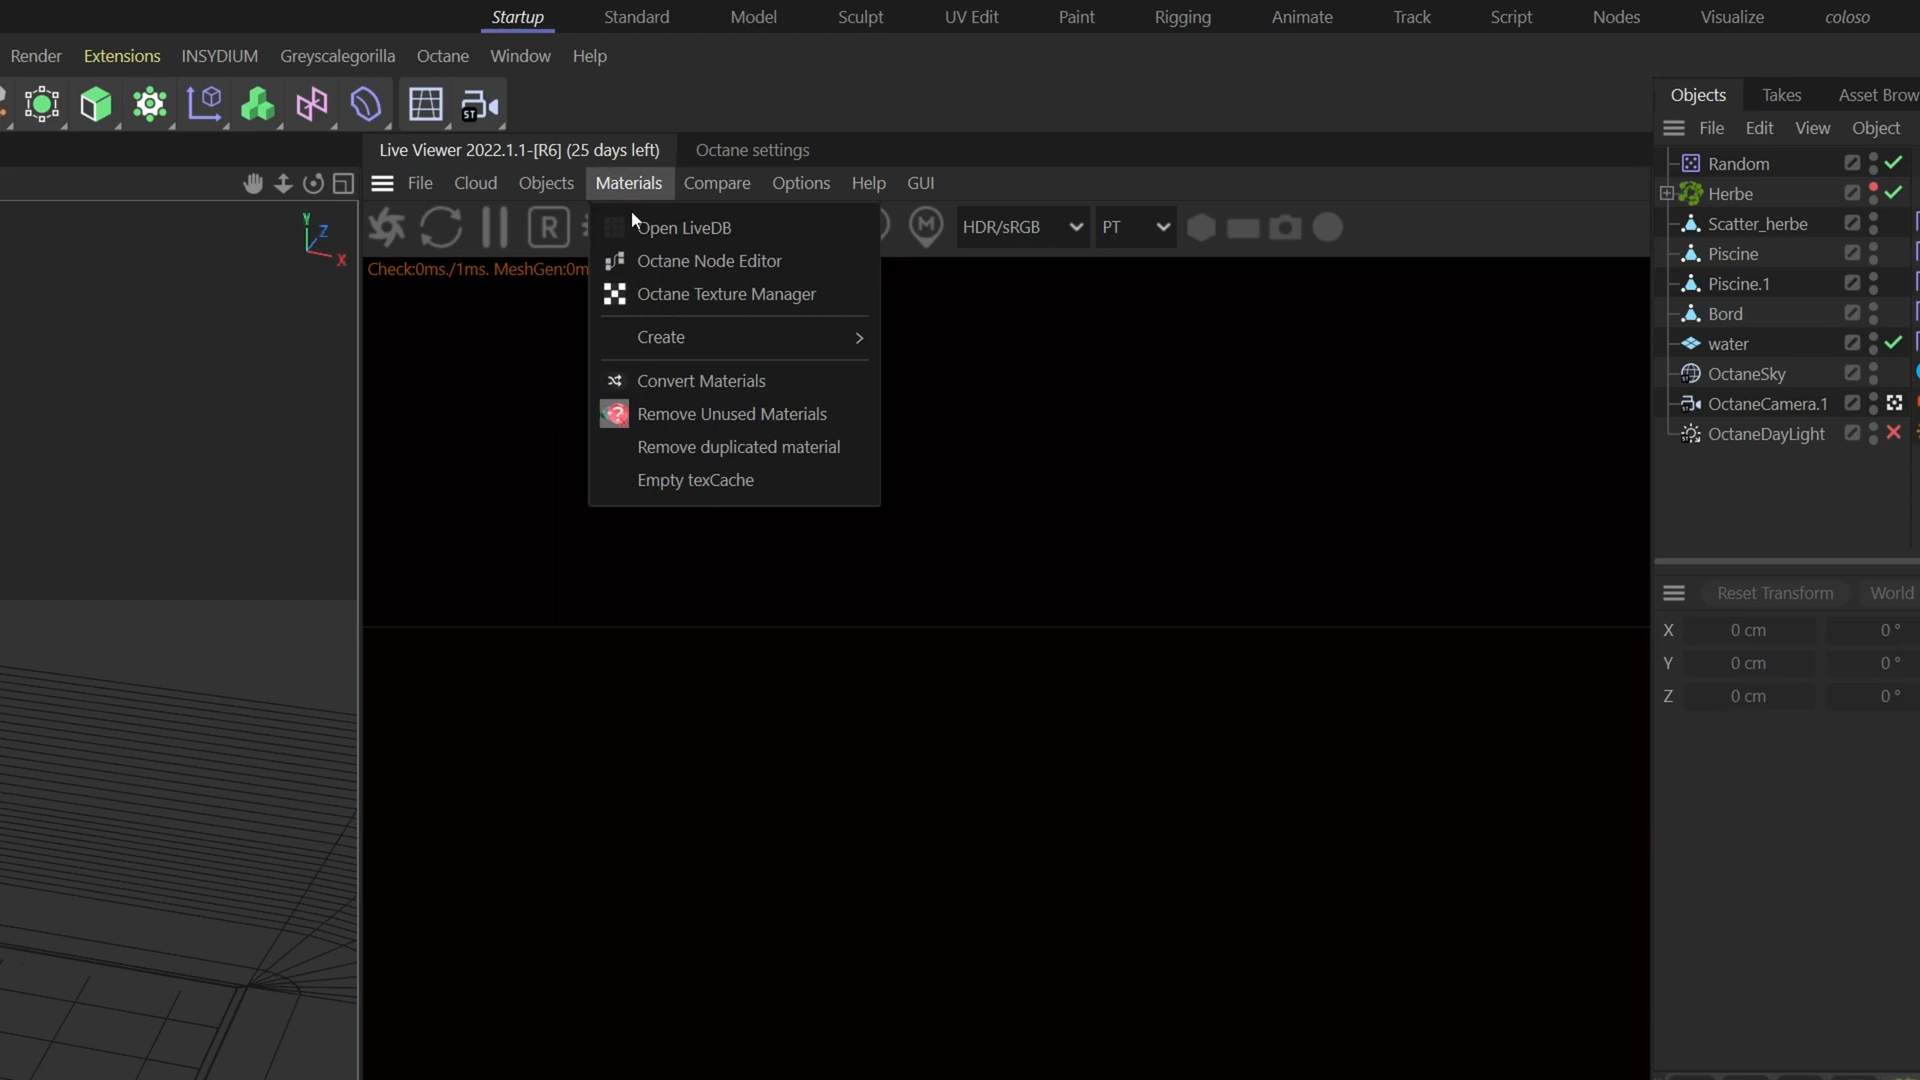 Startup Standard Model Sculpt UV Edit Paint Rigging Animate Track Script Nodes Visualize coloso
Render Extensions INSYDIUM Greyscalegorilla Octane Window Help
ST
Objects Takes Asset Brow
Live Viewer 2022.1.1-[R6] (25 days left) Octane settings
File Edit View Object
File Cloud Objects Materials Compare Options Help GUI
Y Z X
R M HDR/sRGB PT
Check:0ms./1ms. MeshGen:0m
Open LiveDB
Octane Node Editor
Octane Texture Manager
Create
Convert Materials
Remove Unused Materials
Remove duplicated material
Empty texCache
Random
Herbe
Scatter_herbe
Piscine
Piscine.1
Bord
water
OctaneSky
OctaneCamera.1
OctaneDayLight
Reset Transform World
X 0 cm 0 °
Y 0 cm 0 °
Z 0 cm 0 °